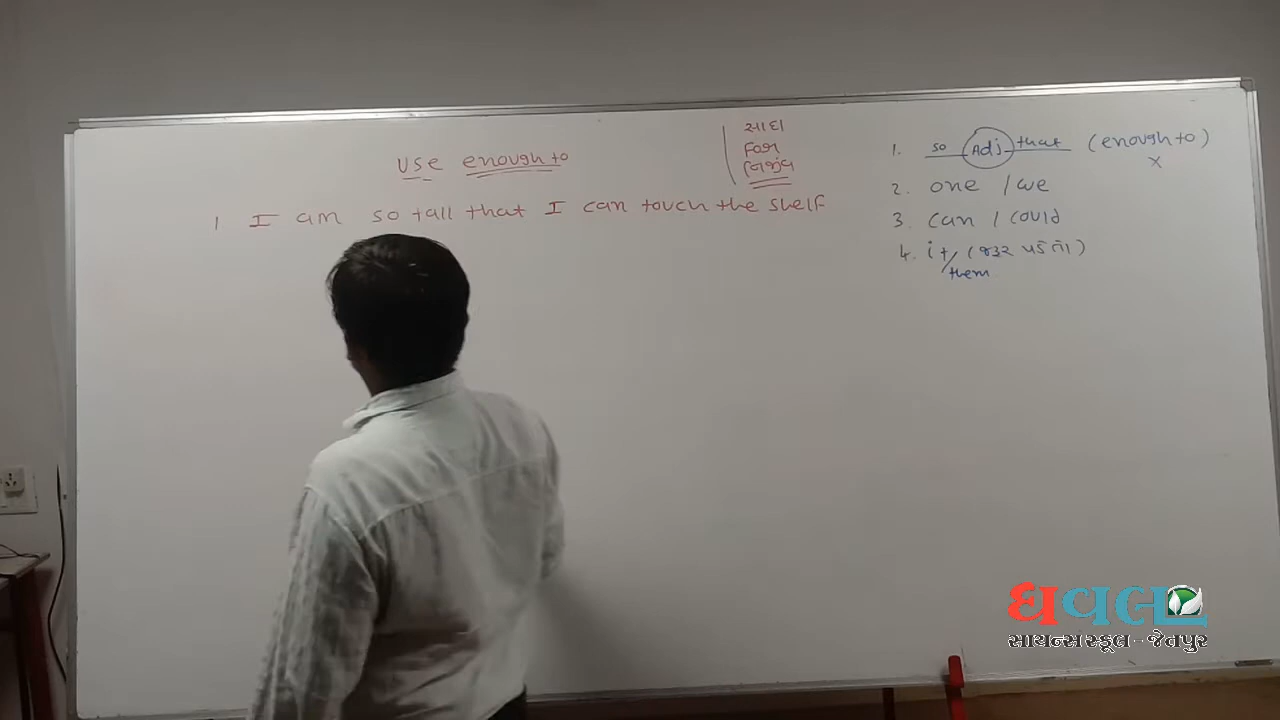 Use enough to
1 I am so tall that I can touch the shelf
સાદા
For
નિર્જીવ
1. so Adj that (enough to)
x
2. one / we
3. can / could
4. it / (જરૂર પડે તો)
them
ધવલ
સાયન્સ સ્કૂલ - જેતપુર